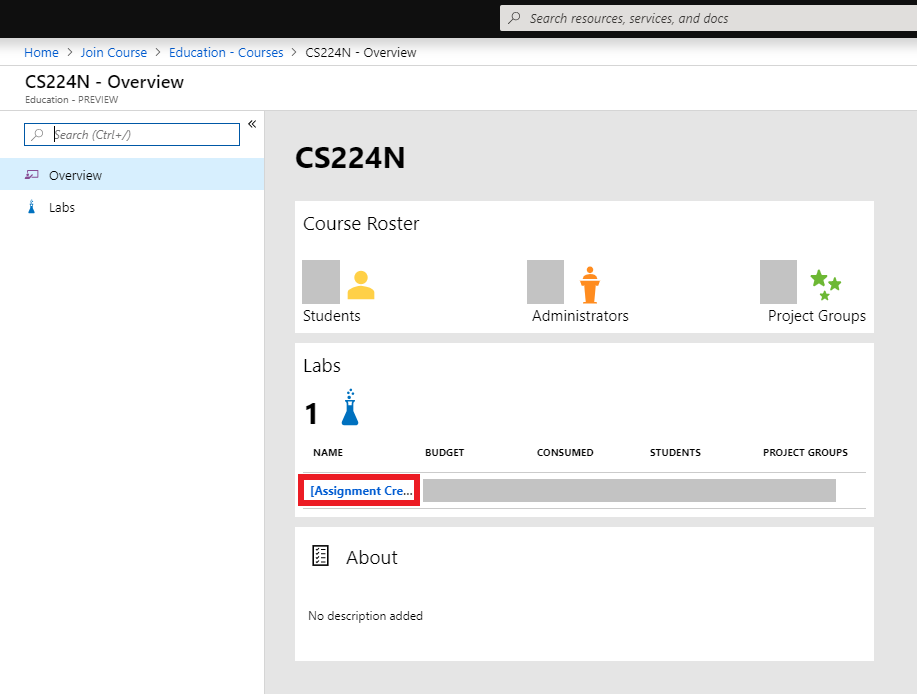 Search resources, services, and docs
Home > Join Course > Education - Courses > CS224N - Overview
CS224N - Overview
Education - PREVIEW
Search (Ctrl+/)
«
Overview
Labs
CS224N
Course Roster
Students Administrators Project Groups
Labs
1
NAME BUDGET CONSUMED STUDENTS PROJECT GROUPS
[Assignment Cre...
About
No description added